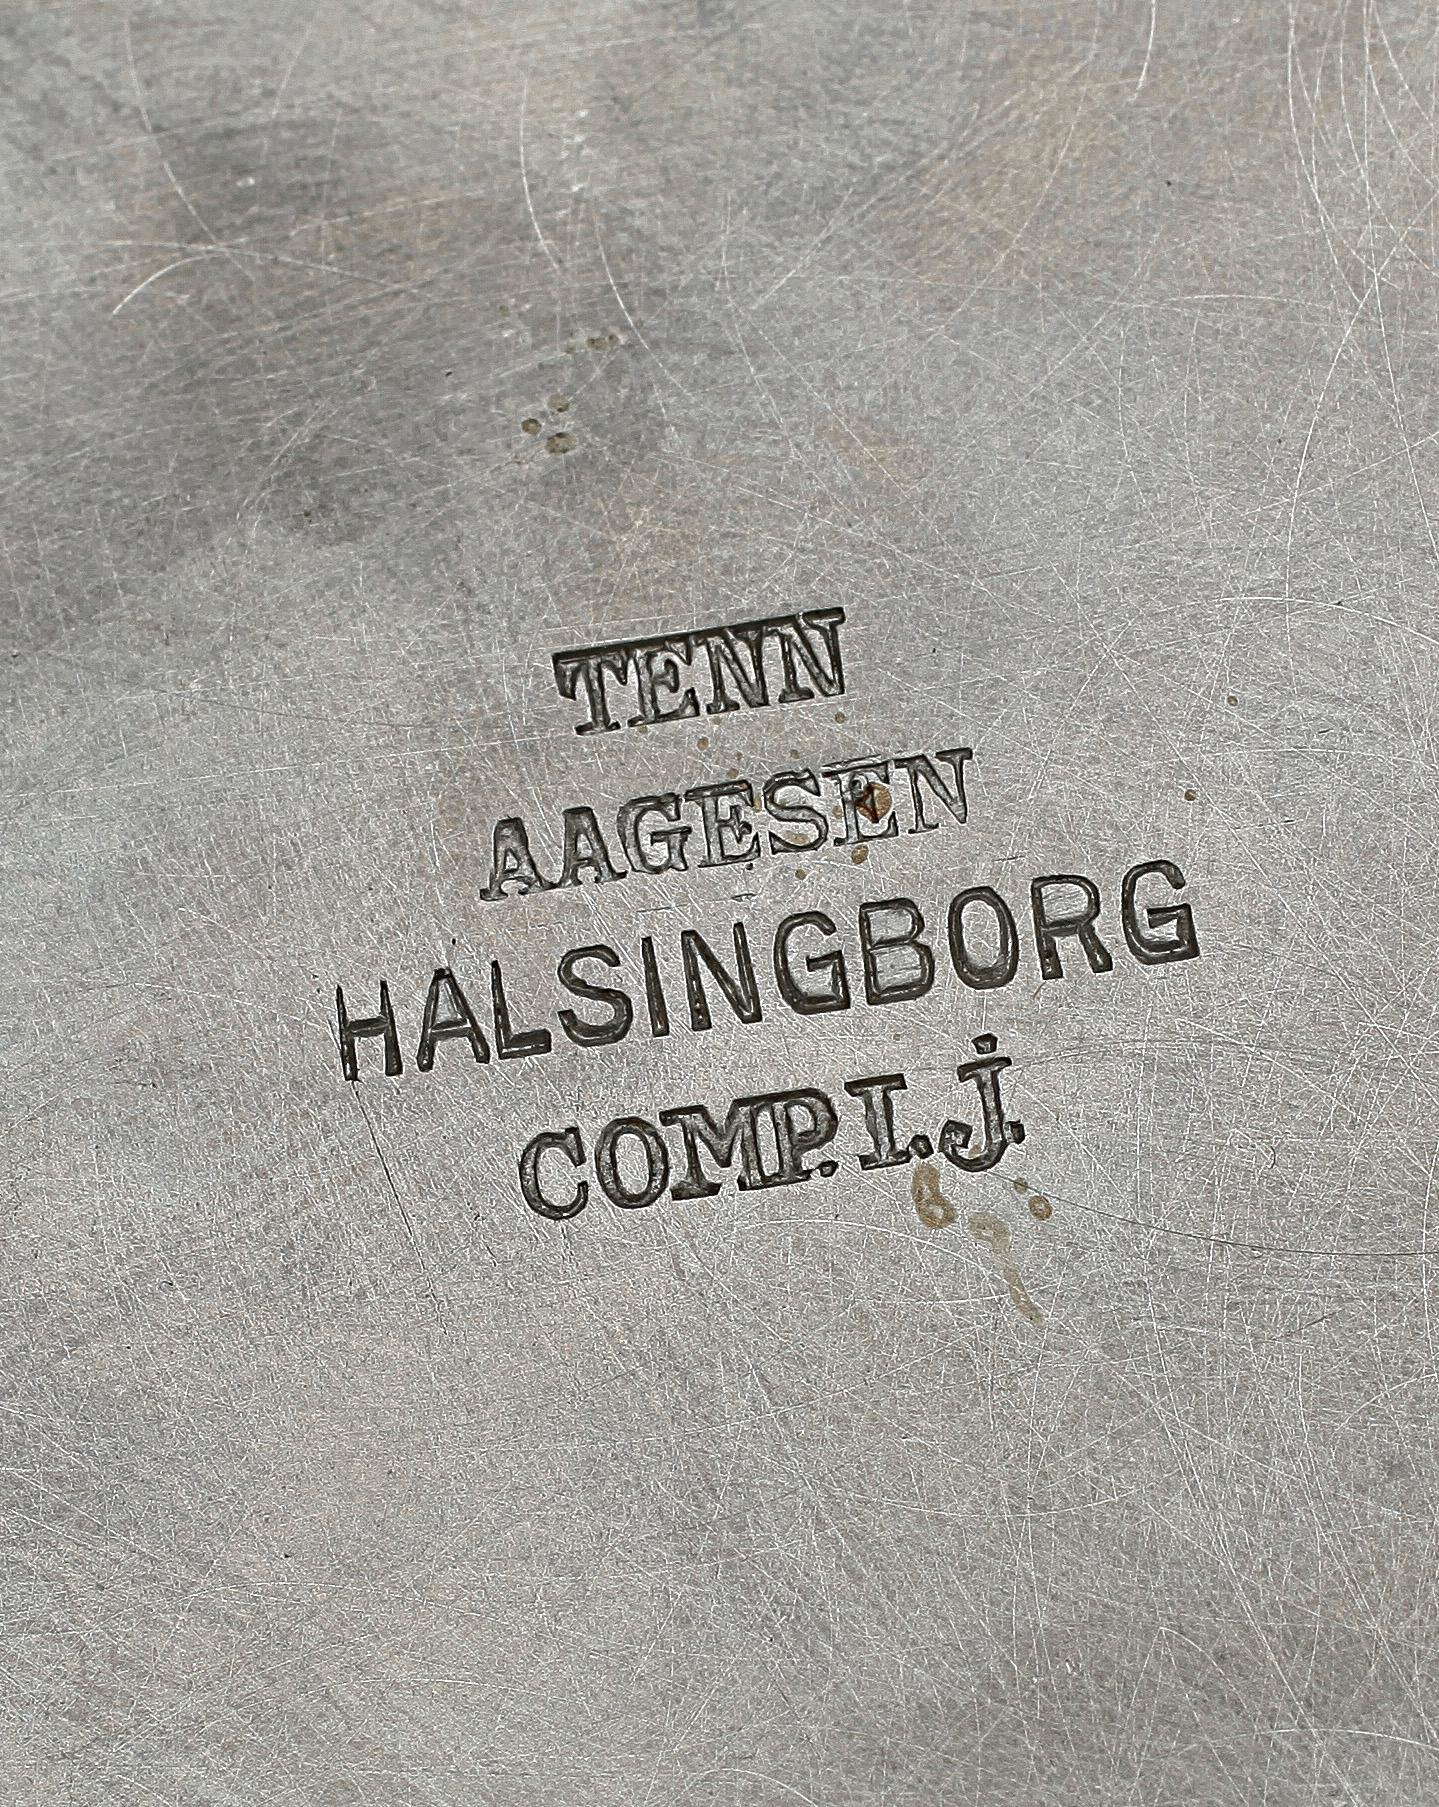 TENN
AAGESEN
HALSINGBORG
COMP. I. J.